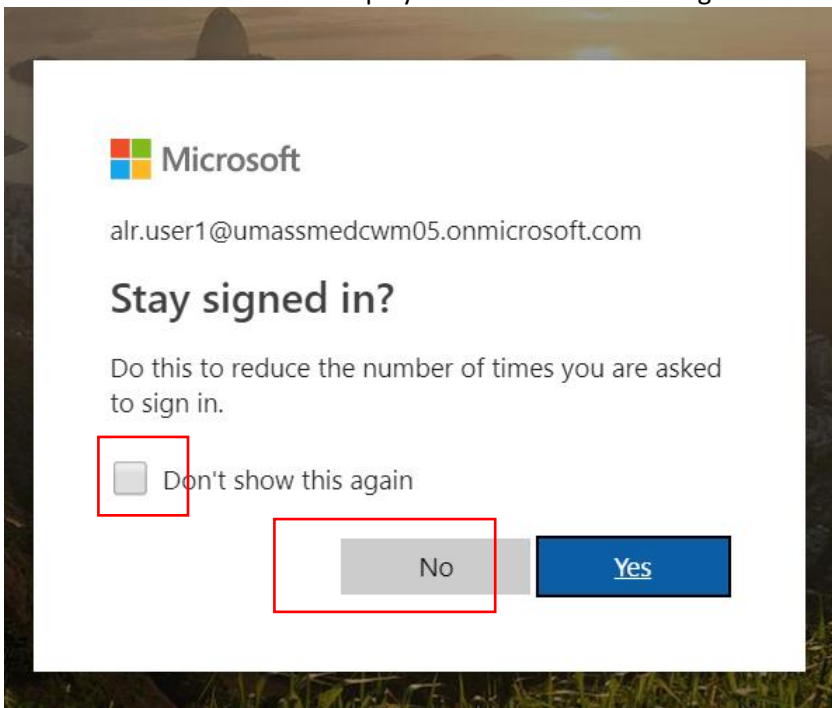 Microsoft
alr.user1@umassmedcwm05.onmicrosoft.com
Stay signed in?
Do this to reduce the number of times you are asked
to sign in.
Don't show this again
No
Yes